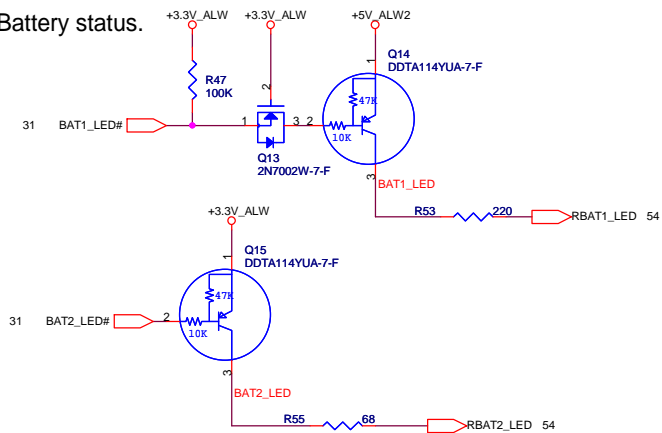 Battery status.
+3.3V_ALW
+3.3V_ALW
+5V_ALW2
R47
100K
2
1
Q14
DDTA114YUA-7-F
47K
10K
31 BAT1_LED#
1
3
2
Q13
2N7002W-7-F
3
BAT1_LED
R53
220
RBAT1_LED 54
+3.3V_ALW
1
Q15
DDTA114YUA-7-F
47K
10K
31 BAT2_LED#
2
3
BAT2_LED
R55
68
RBAT2_LED 54